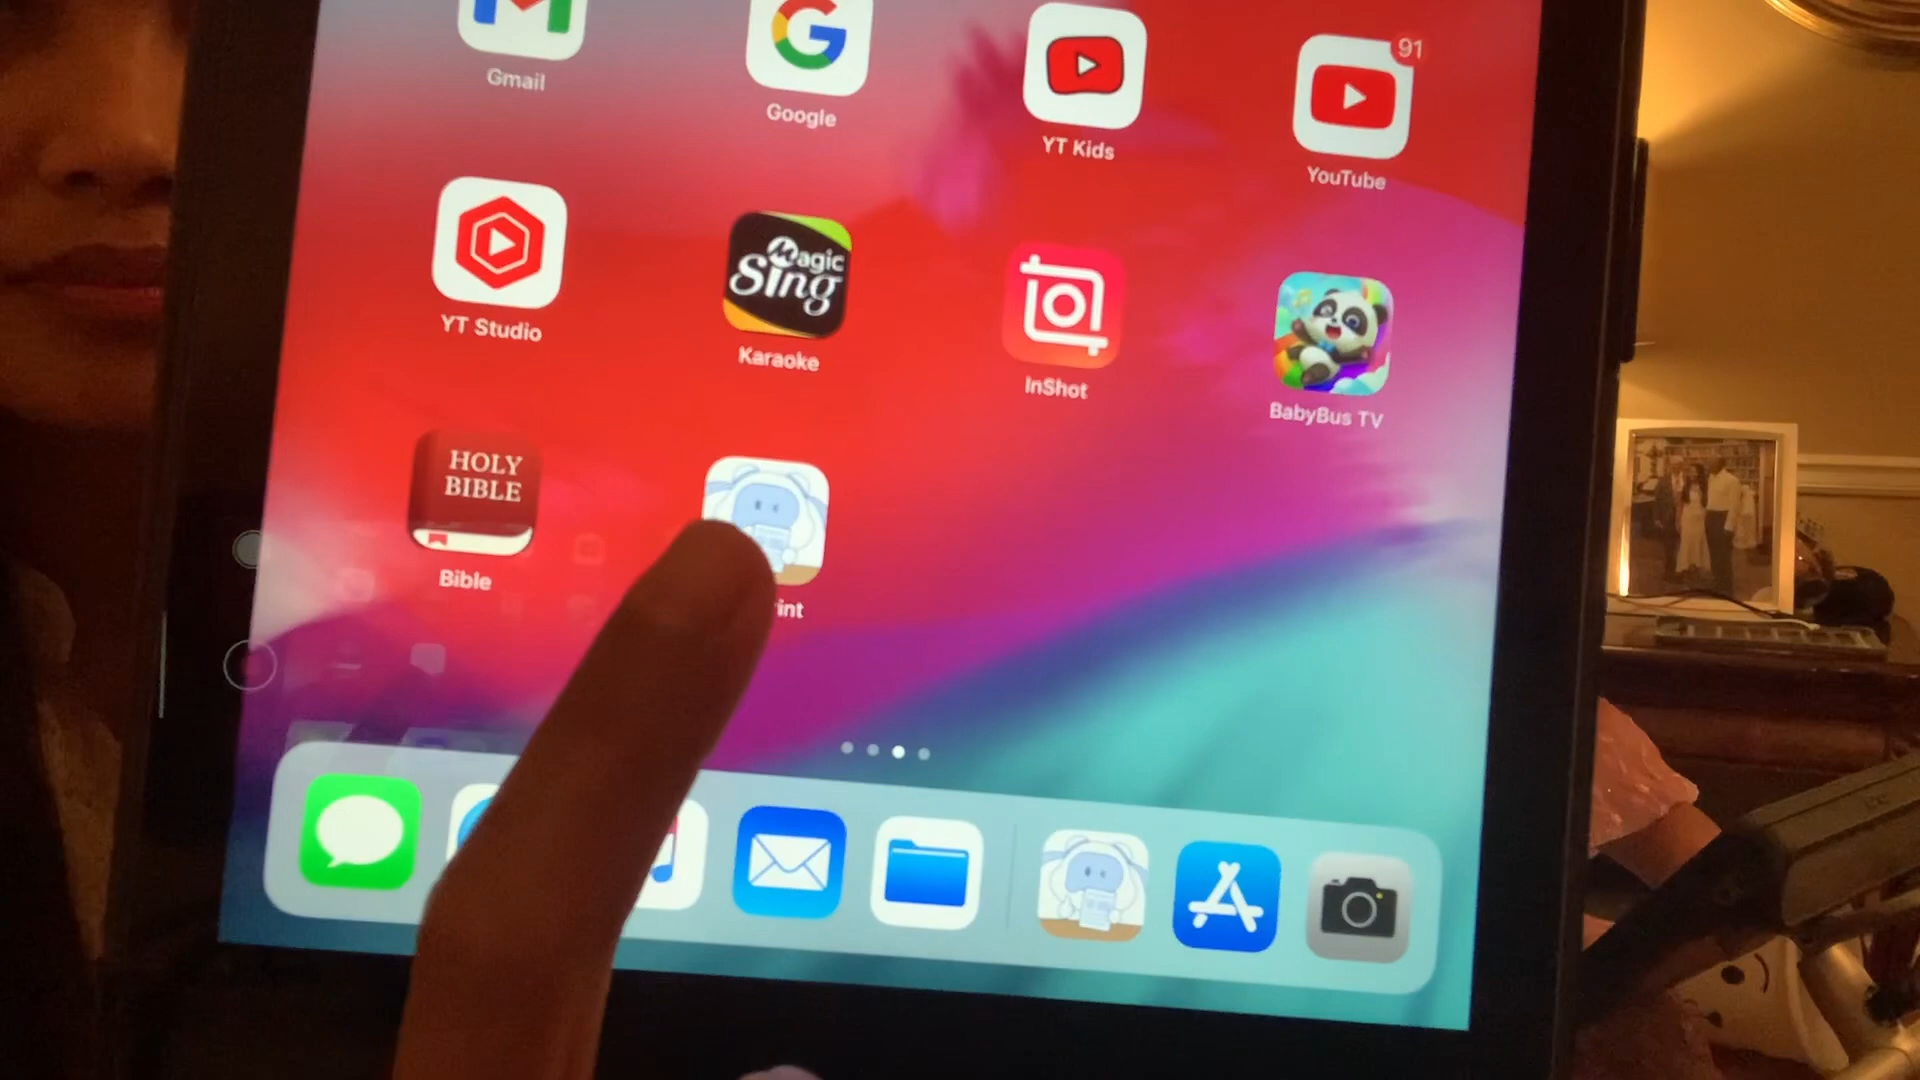 Gmail
Google
YT Kids
91
YouTube
YT Studio
Magic
Sing
Karaoke
InShot
BabyBus TV
HOLY
BIBLE
Bible
int